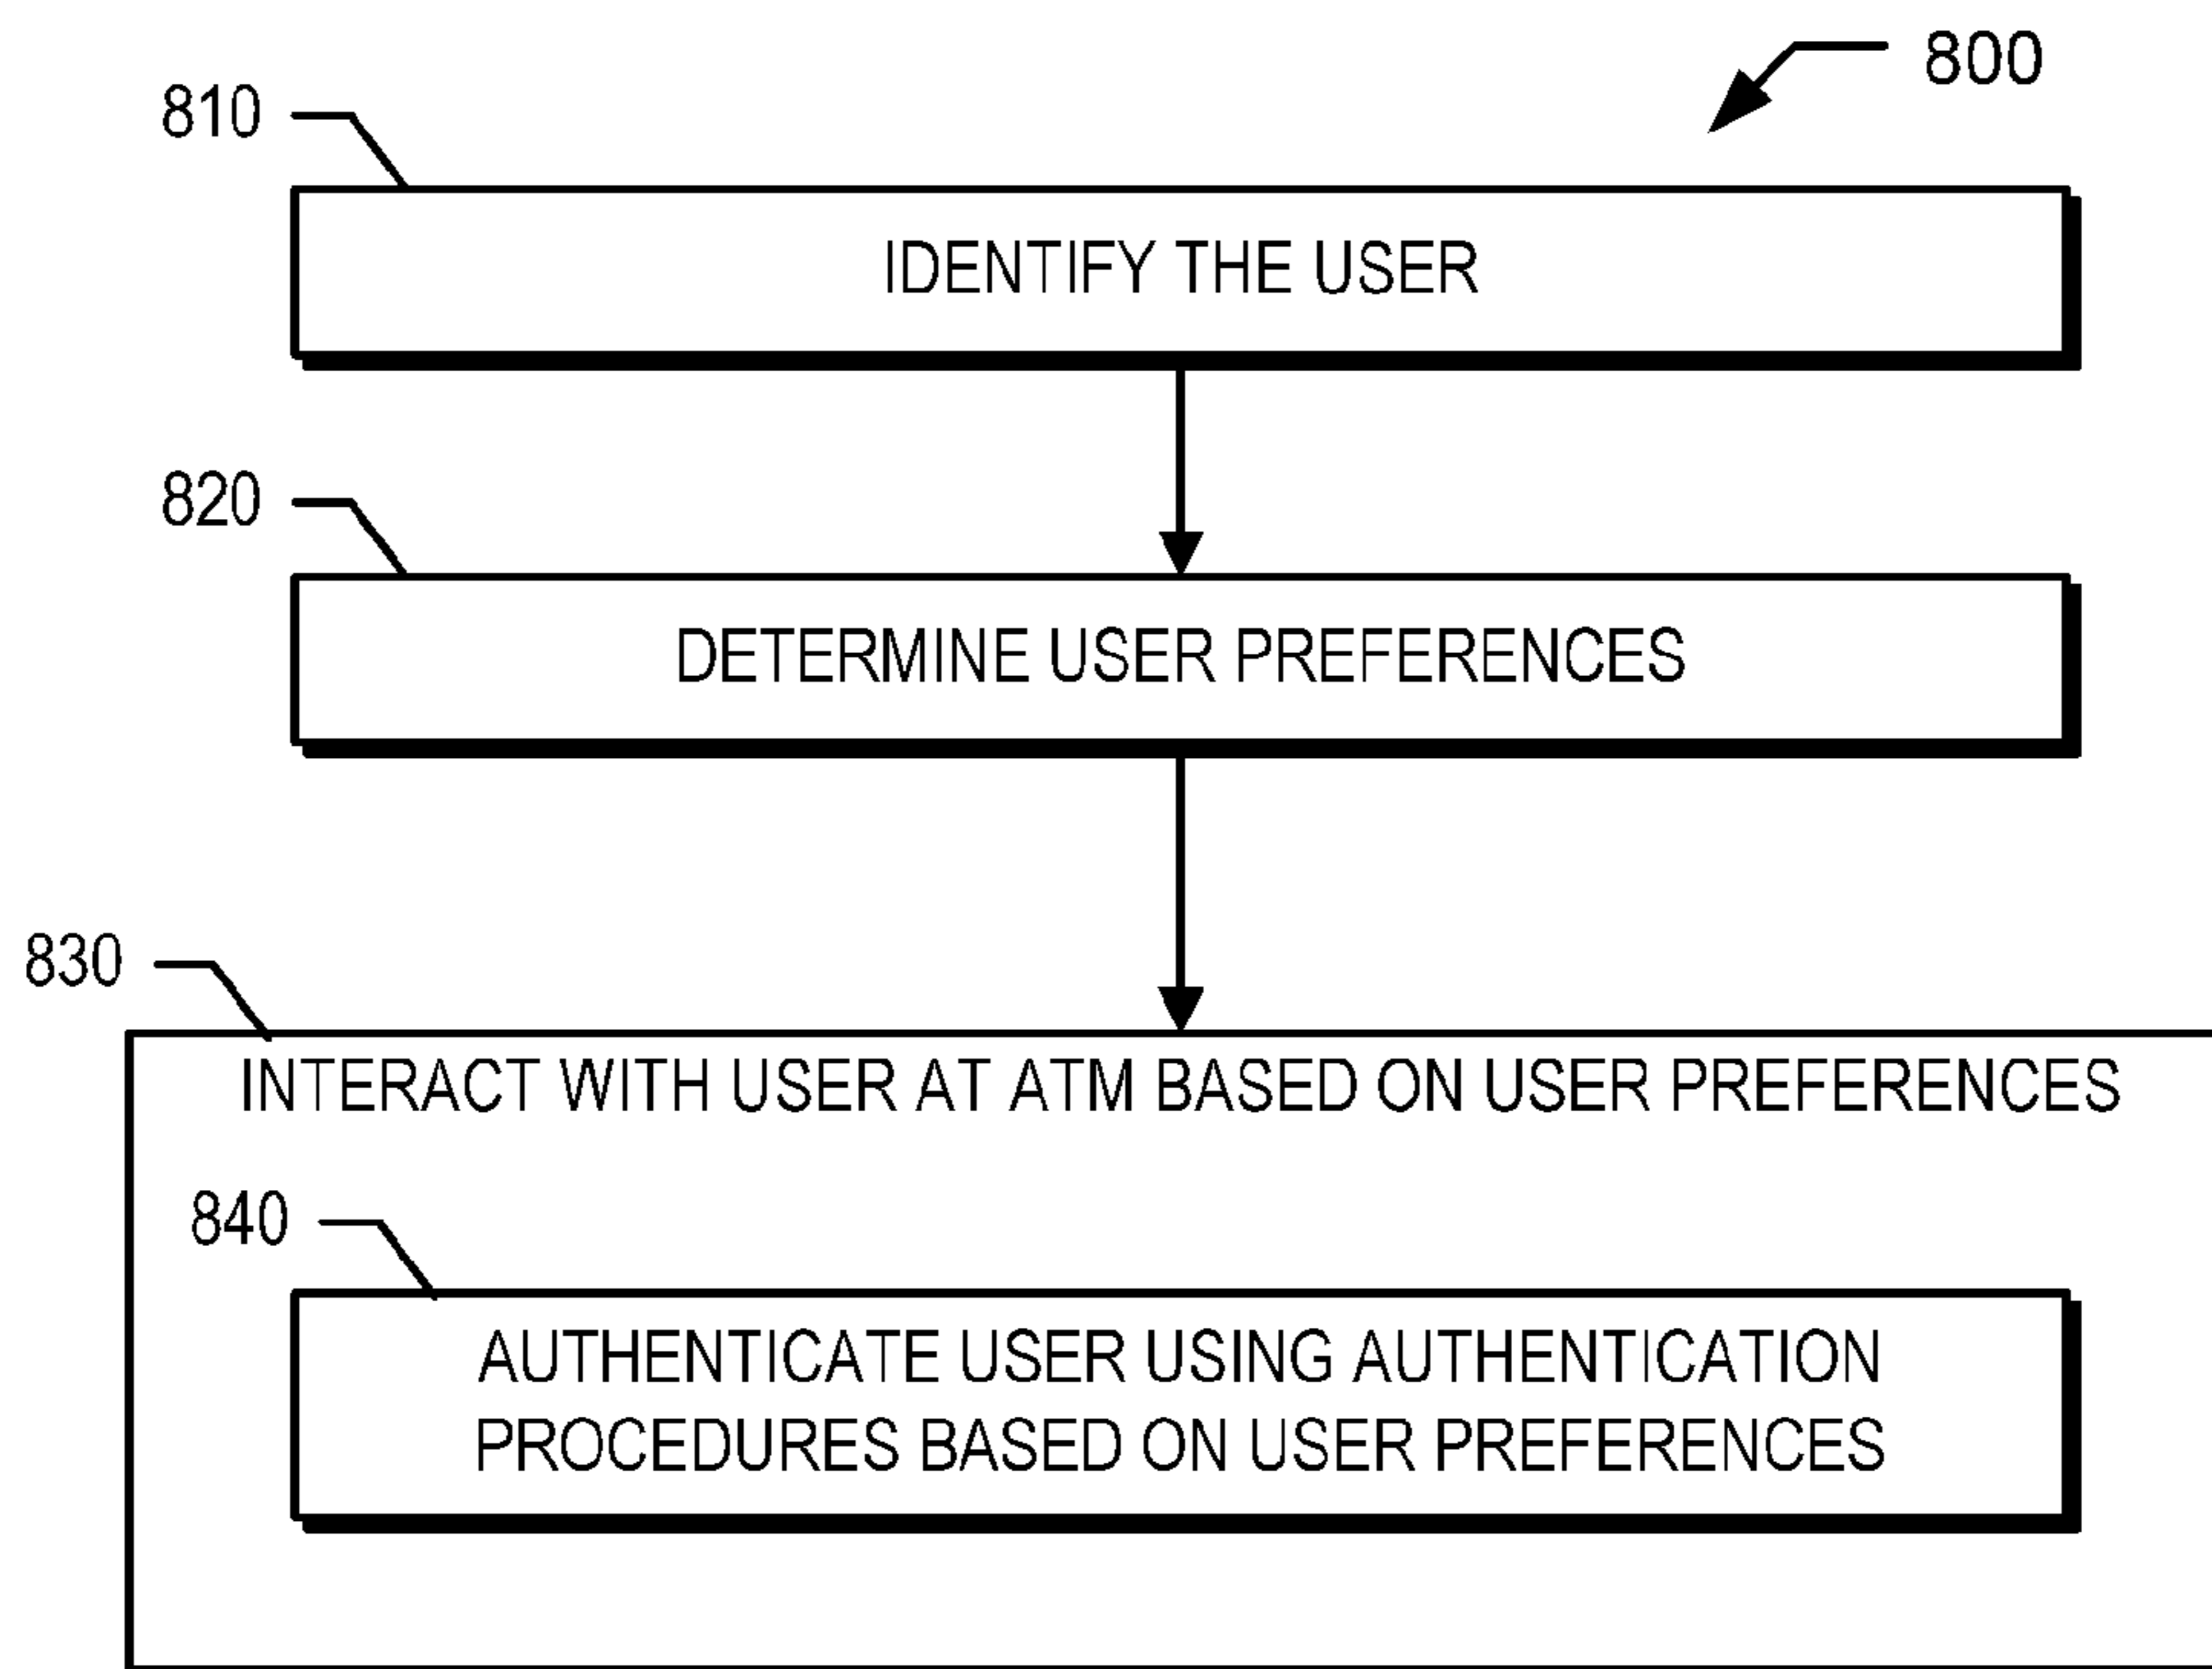 800
810
IDENTIFY THE USER
820
DETERMINE USER PREFERENCES
830
INTERACT WITH USER AT ATM BASED ON USER PREFERENCES
840
AUTHENTICATE USER USING AUTHENTICATION
PROCEDURES BASED ON USER PREFERENCES